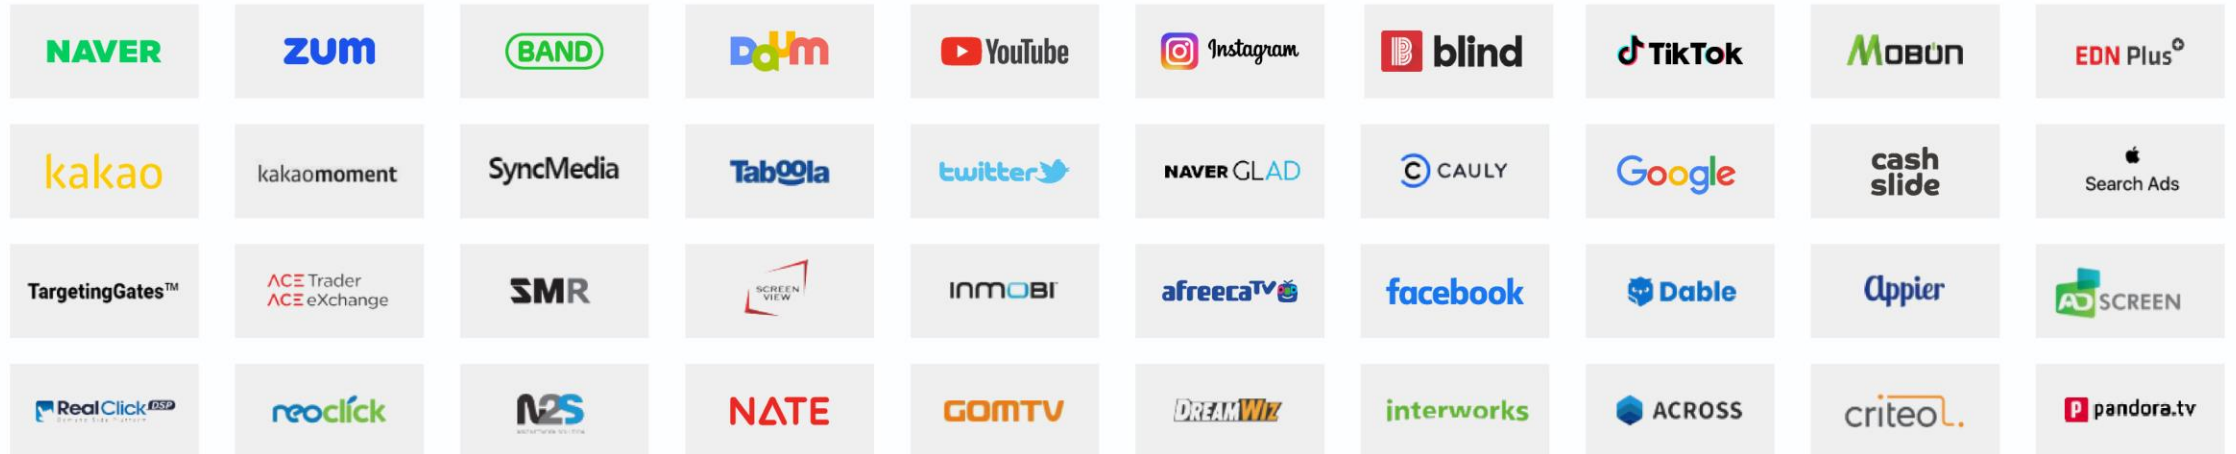 NAVER
zum
BAND
Daum
YouTube
Instagram
blind
TikTok
MOBON
EDN Plus
kakao
kakaomoment
SyncMedia
Taboola
twitter
NAVER GLAD
CAULY
Google
cash
slide
Search Ads
TargetingGates™
ACE Trader
ACE eXchange
SMR
SCREEN
VIEW
INMOBI
afreecaTV
facebook
Dable
appier
AD SCREEN
RealClick DSP
neoclick
N2S
NATE
GOMTV
DREAMWIZ
interworks
ACROSS
criteo
P pandora.tv